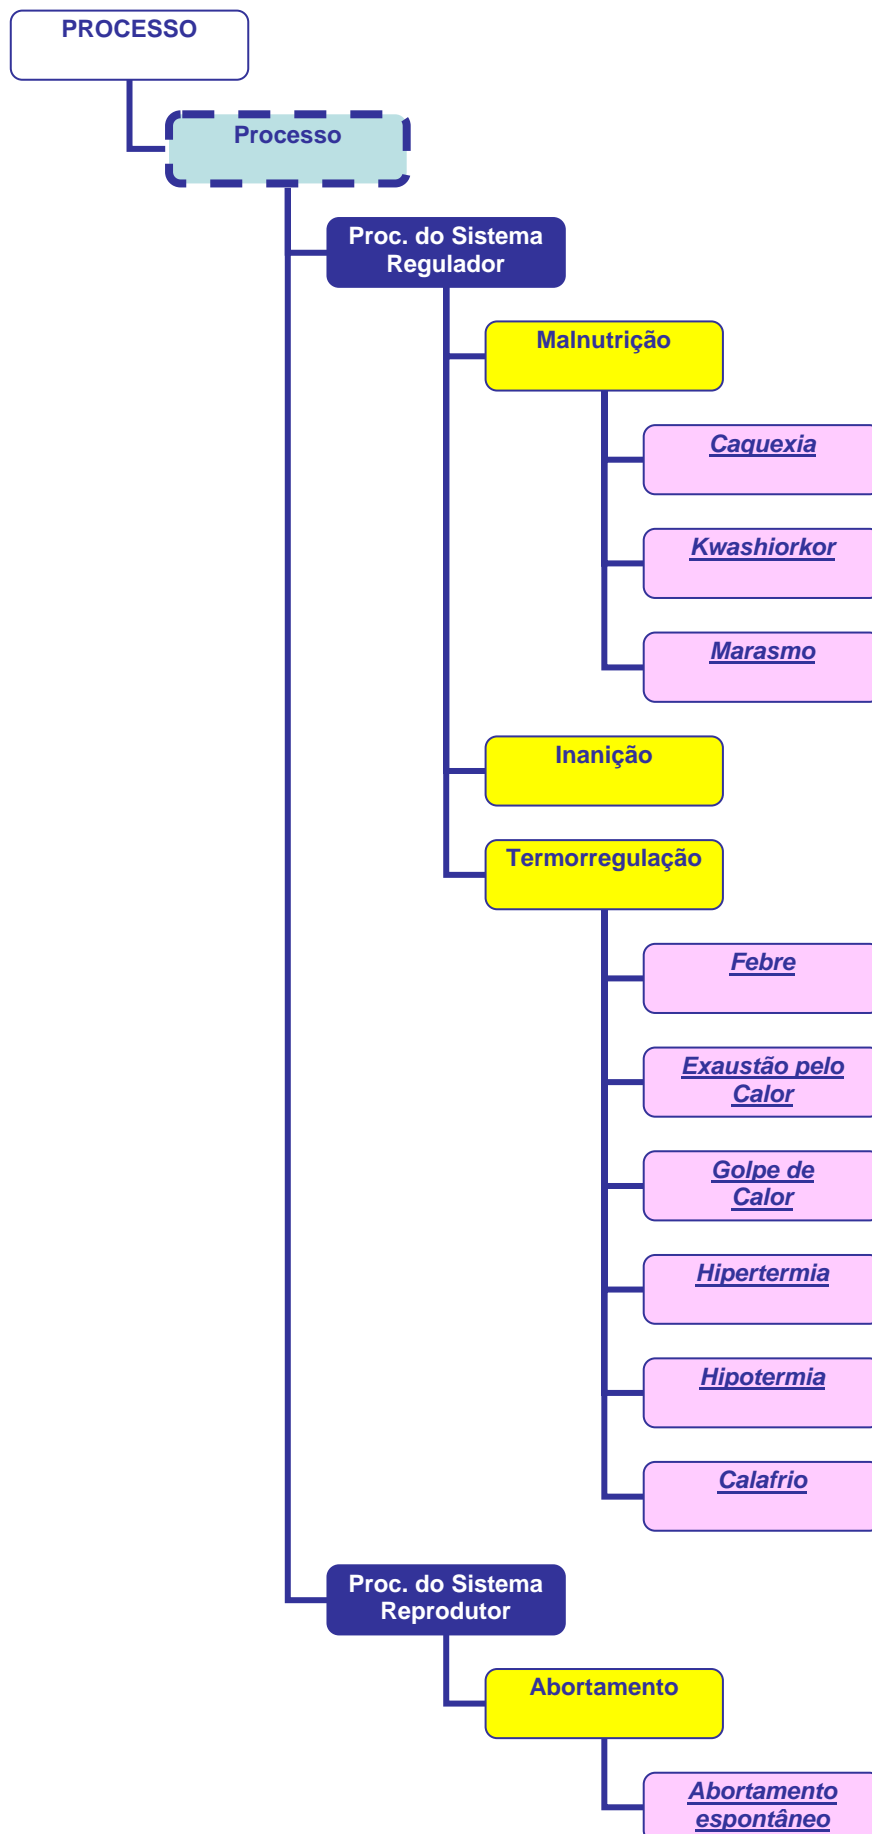 PROCESSO
Processo
Proc. do Sistema
Regulador
Malnutrição
Caquexia
Kwashiorkor
Marasmo
Inanição
Termorregulação
Febre
Exaustão pelo
Calor
Golpe de
Calor
Hipertermia
Hipotermia
Calafrio
Proc. do Sistema
Reprodutor
Abortamento
Abortamento
espontâneo